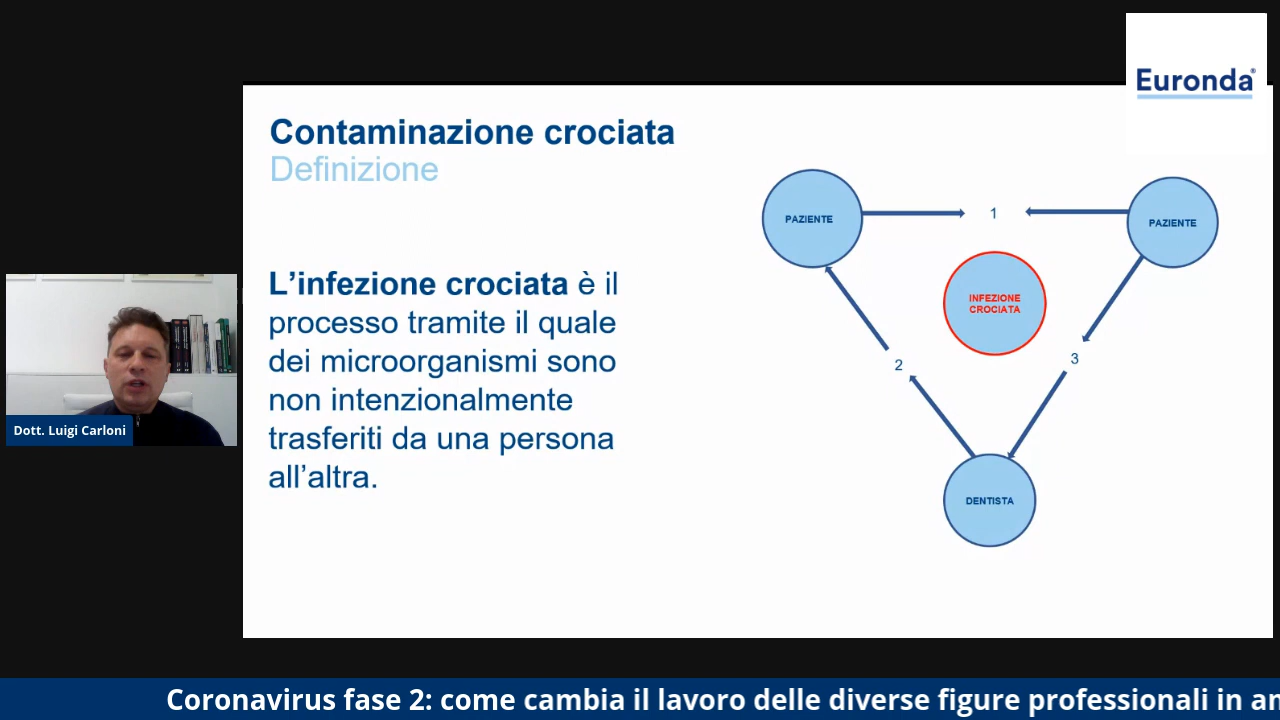 Euronda®
Contaminazione crociata
Definizione
PAZIENTE
1
PAZIENTE
L’infezione crociata è il
processo tramite il quale
dei microorganismi sono
non intenzionalmente
trasferiti da una persona
all’altra.
INFEZIONE
CROCIATA
2
3
DENTISTA
Dott. Luigi Carloni
Coronavirus fase 2: come cambia il lavoro delle diverse figure professionali in